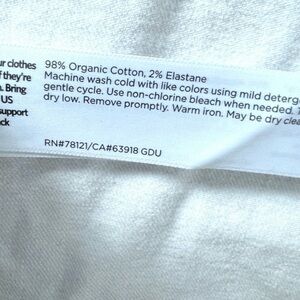 ur clothes
f they're
. Bring
US
support
ck
98% Organic Cotton, 2% Elastane
Machine wash cold with like colors using mild deterg
gentle cycle. Use non-chlorine bleach when needed. T
dry low. Remove promptly. Warm iron. May be dry clea
RN#78121/CA#63918 GDU